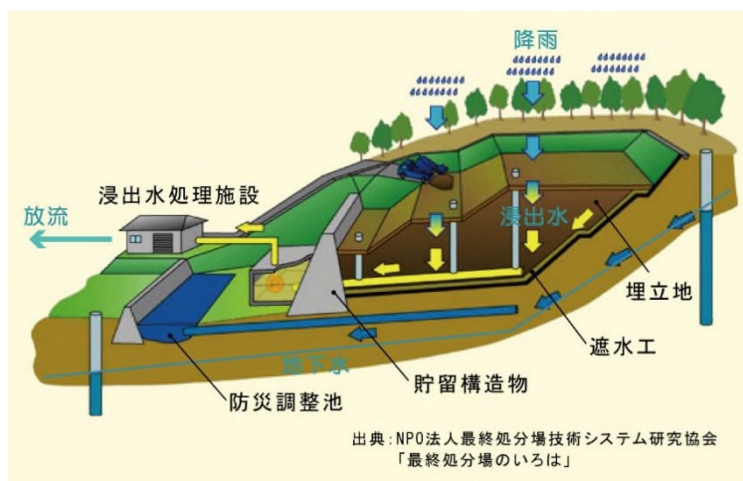 降雨
浸出水処理施設
放流
浸出水
埋立地
遮水工
地下水
貯留構造物
防災調整池
出典:NPO法人最終処分場技術システム研究協会
「最終処分場のいろは」